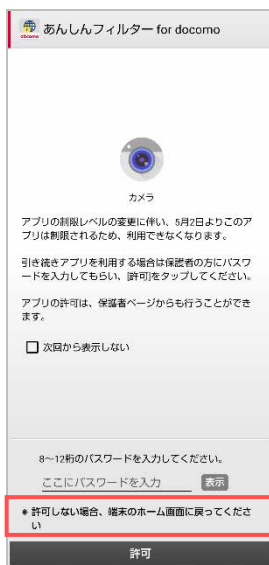 あんしんフィルター for docomo
カメラ
アプリの制限レベルの変更に伴い、5月2日よりこのア
プリは制限されるため、利用できなくなります。
引き続きアプリを利用する場合は保護者の方にパスワ
ードを入力してもらい、[許可]をタップしてください。
アプリの許可は、保護者ページからも行うことができ
ます。
次回から表示しない
8～12桁のパスワードを入力してください。
ここにパスワードを入力
表示
※ 許可しない場合、端末のホーム画面に戻ってくださ
い
許可